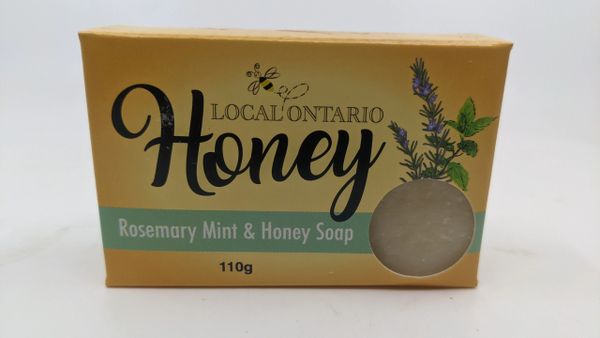 LOCAL ONTARIO
Honey
Rosemary Mint & Honey Soap
110g